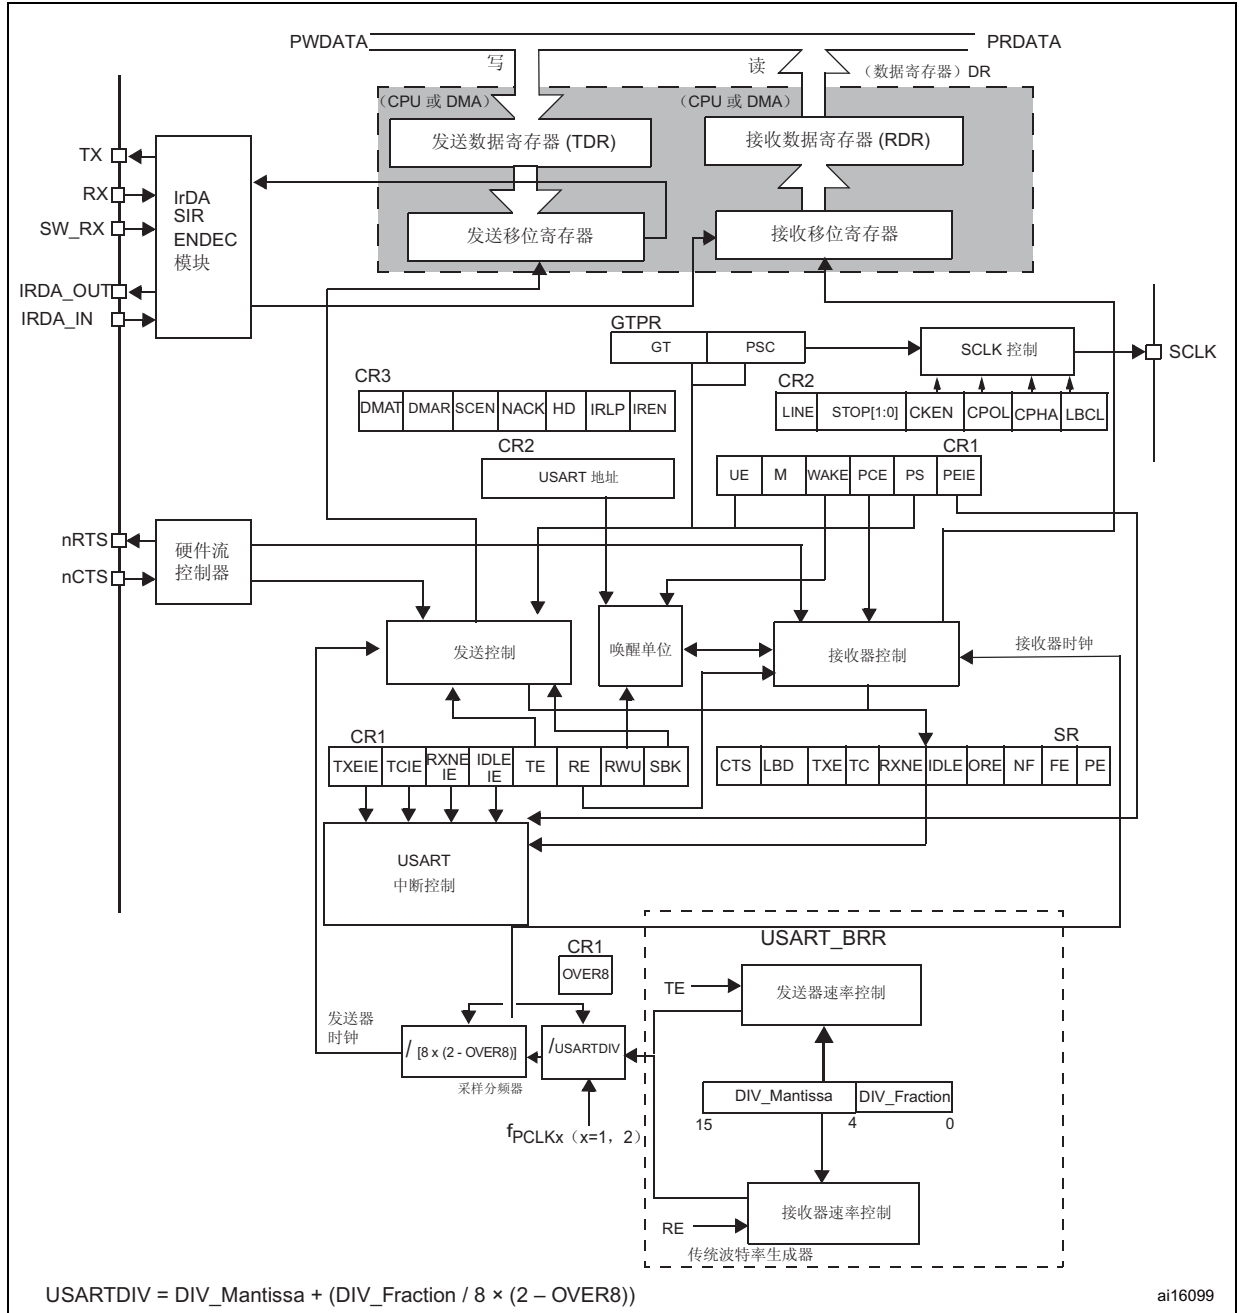 PWDATA
PRDATA
写
读
（数据寄存器）DR
（CPU 或 DMA）
（CPU 或 DMA）
TX
发送数据寄存器 (TDR)
接收数据寄存器 (RDR)
RX
SW_RX
IrDA
SIR
ENDEC
模块
发送移位寄存器
接收移位寄存器
IRDA_OUT
IRDA_IN
GTPR
GT
PSC
SCLK 控制
SCLK
CR3
DMAT
DMAR
SCEN
NACK
HD
IRLP
IREN
CR2
LINE
STOP[1:0]
CKEN
CPOL
CPHA
LBCL
CR2
USART 地址
CR1
UE
M
WAKE
PCE
PS
PEIE
nRTS
nCTS
硬件流
控制器
发送控制
唤醒单位
接收器控制
接收器时钟
CR1
TXEIE
TCIE
RXNE
IE
IDLE
IE
TE
RE
RWU
SBK
SR
CTS
LBD
TXE
TC
RXNE
IDLE
ORE
NF
FE
PE
USART
中断控制
CR1
OVER8
USART_BRR
TE
发送器速率控制
发送器
时钟
/ [8 x (2 - OVER8)]
/USARTDIV
采样分频器
DIV_Mantissa
DIV_Fraction
15
4
0
fPCLKx（x=1，2）
接收器速率控制
RE
传统波特率生成器
USARTDIV = DIV_Mantissa + (DIV_Fraction / 8 × (2 – OVER8))
ai16099